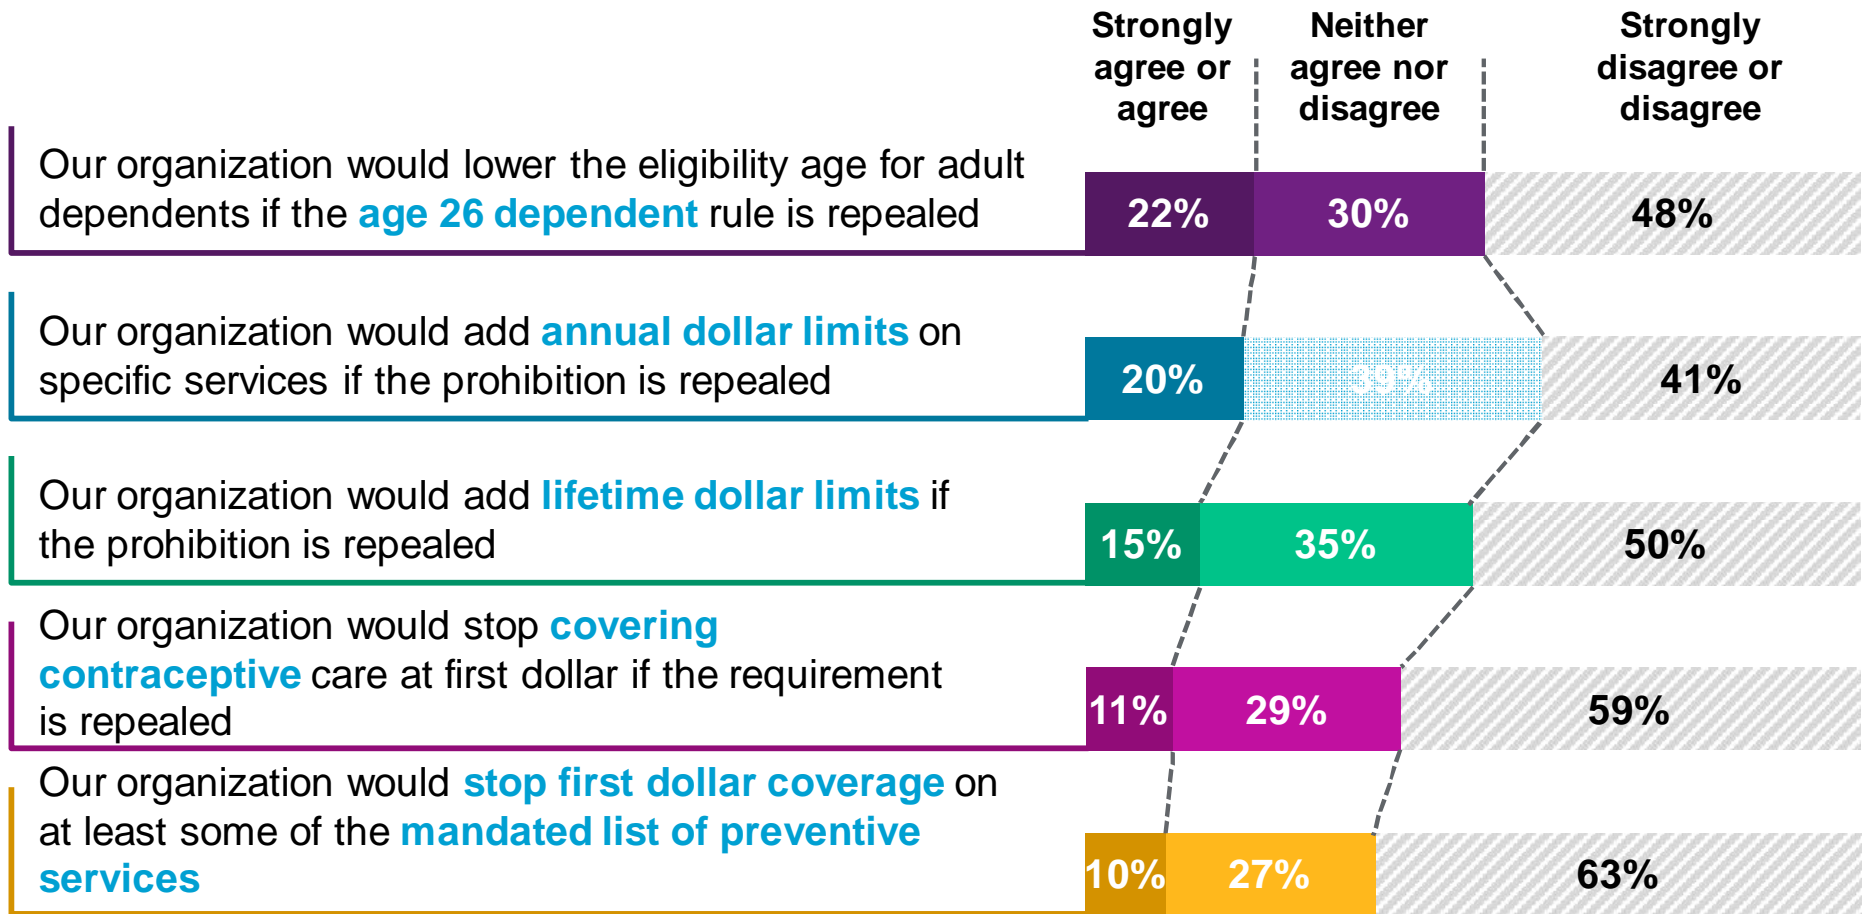 Strongly
agree or
agree
Neither
agree nor
disagree
Strongly
disagree or
disagree
Our organization would lower the eligibility age for adult
dependents if the age 26 dependent rule is repealed
22% 30% 48%
Our organization would add annual dollar limits on
specific services if the prohibition is repealed
20% 39% 41%
Our organization would add lifetime dollar limits if
the prohibition is repealed
15% 35% 50%
Our organization would stop covering
contraceptive care at first dollar if the requirement
is repealed
11% 29% 59%
Our organization would stop first dollar coverage on
at least some of the mandated list of preventive
services
10% 27% 63%